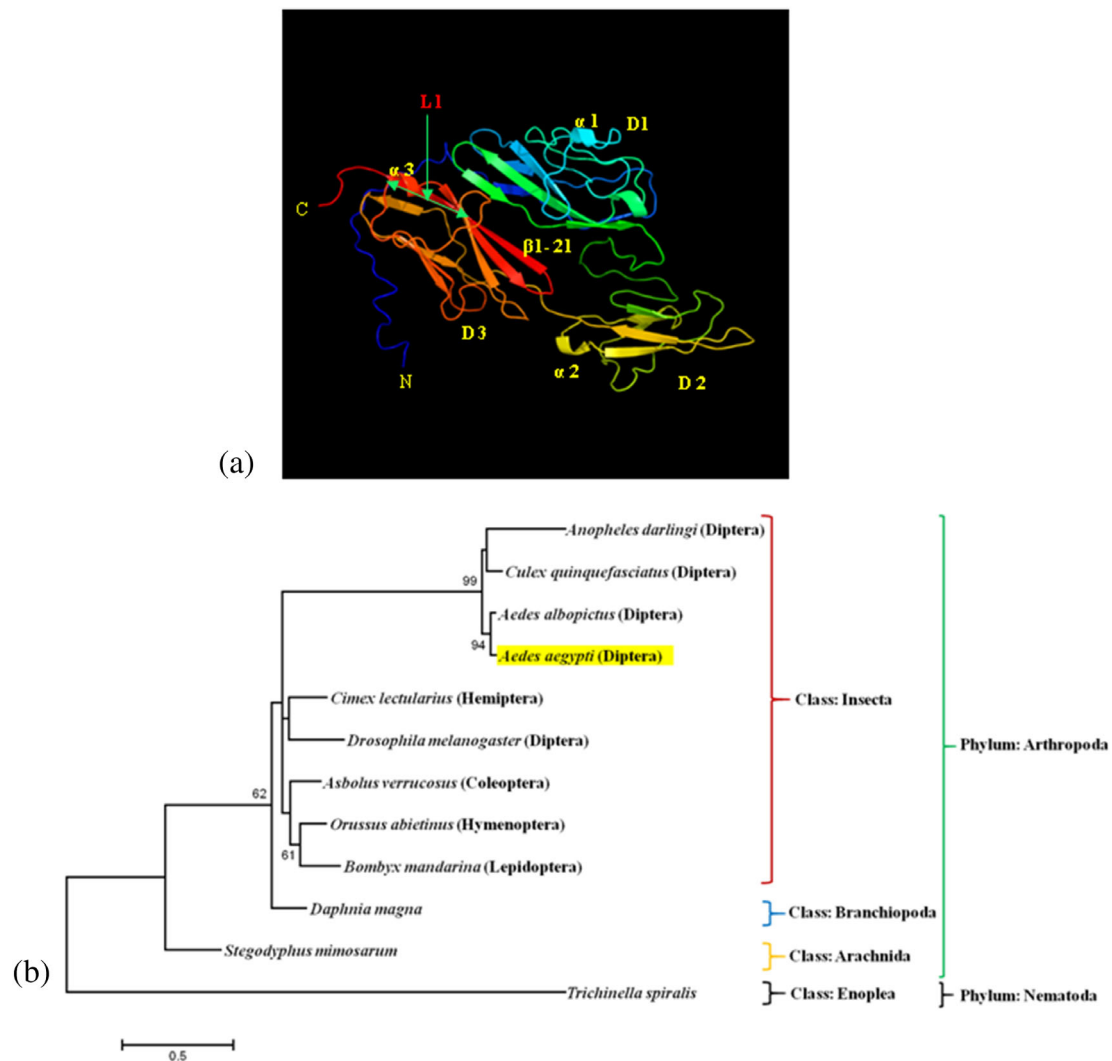 L1
α 1
D1
α 3
C
β1-21
D 3
α 2
N
D 2
(a)
Anopheles darlingi (Diptera)
99
Culex quinquefasciatus (Diptera)
Aedes albopictus (Diptera)
94
Aedes aegypti (Diptera)
Cimex lectularius (Hemiptera)
Class: Insecta
Drosophila melanogaster (Diptera)
Phylum: Arthropoda
Asbolus verrucosus (Coleoptera)
62
Orussus abietinus (Hymenoptera)
61
Bombyx mandarina (Lepidoptera)
Daphnia magna
Class: Branchiopoda
Stegodyphus mimosarum
Class: Arachnida
(b)
Trichinella spiralis
Class: Enoplea
Phylum: Nematoda
0.5